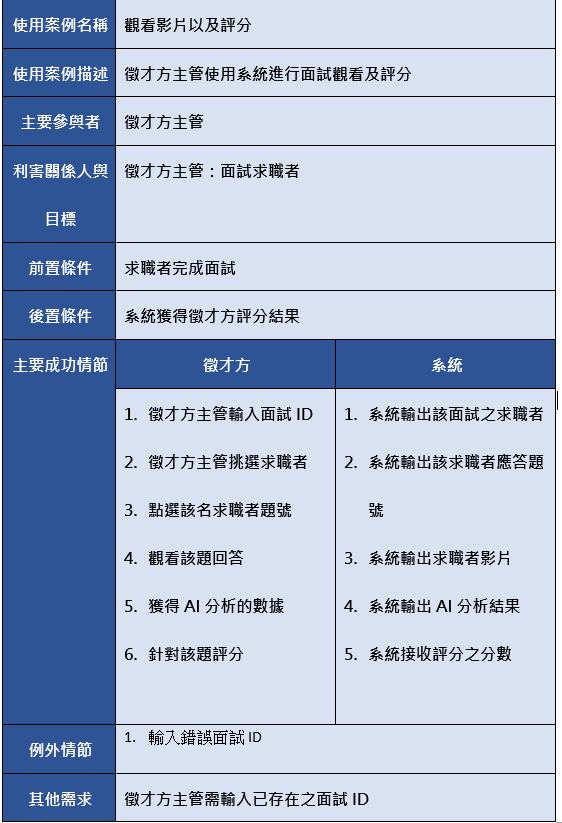 使用案例名稱 觀看影片以及評分
使用案例描述 徵才方主管使用系統進行面試觀看及評分
主要參與者 徵才方主管
利害關係人與 徵才方主管：面試求職者
目標
前置條件 求職者完成面試
後置條件 系統獲得徵才方評分結果
主要成功情節 徵才方 系統
1. 徵才方主管輸入面試 ID
2. 徵才方主管挑選求職者
3. 點選該名求職者題號
4. 觀看該題回答
5. 獲得 AI 分析的數據
6. 針對該題評分
1. 系統輸出該面試之求職者
2. 系統輸出該求職者應答題
號
3. 系統輸出求職者影片
4. 系統輸出 AI 分析結果
5. 系統接收評分之分數
例外情節 1. 輸入錯誤面試 ID
其他需求 徵才方主管需輸入已存在之面試 ID